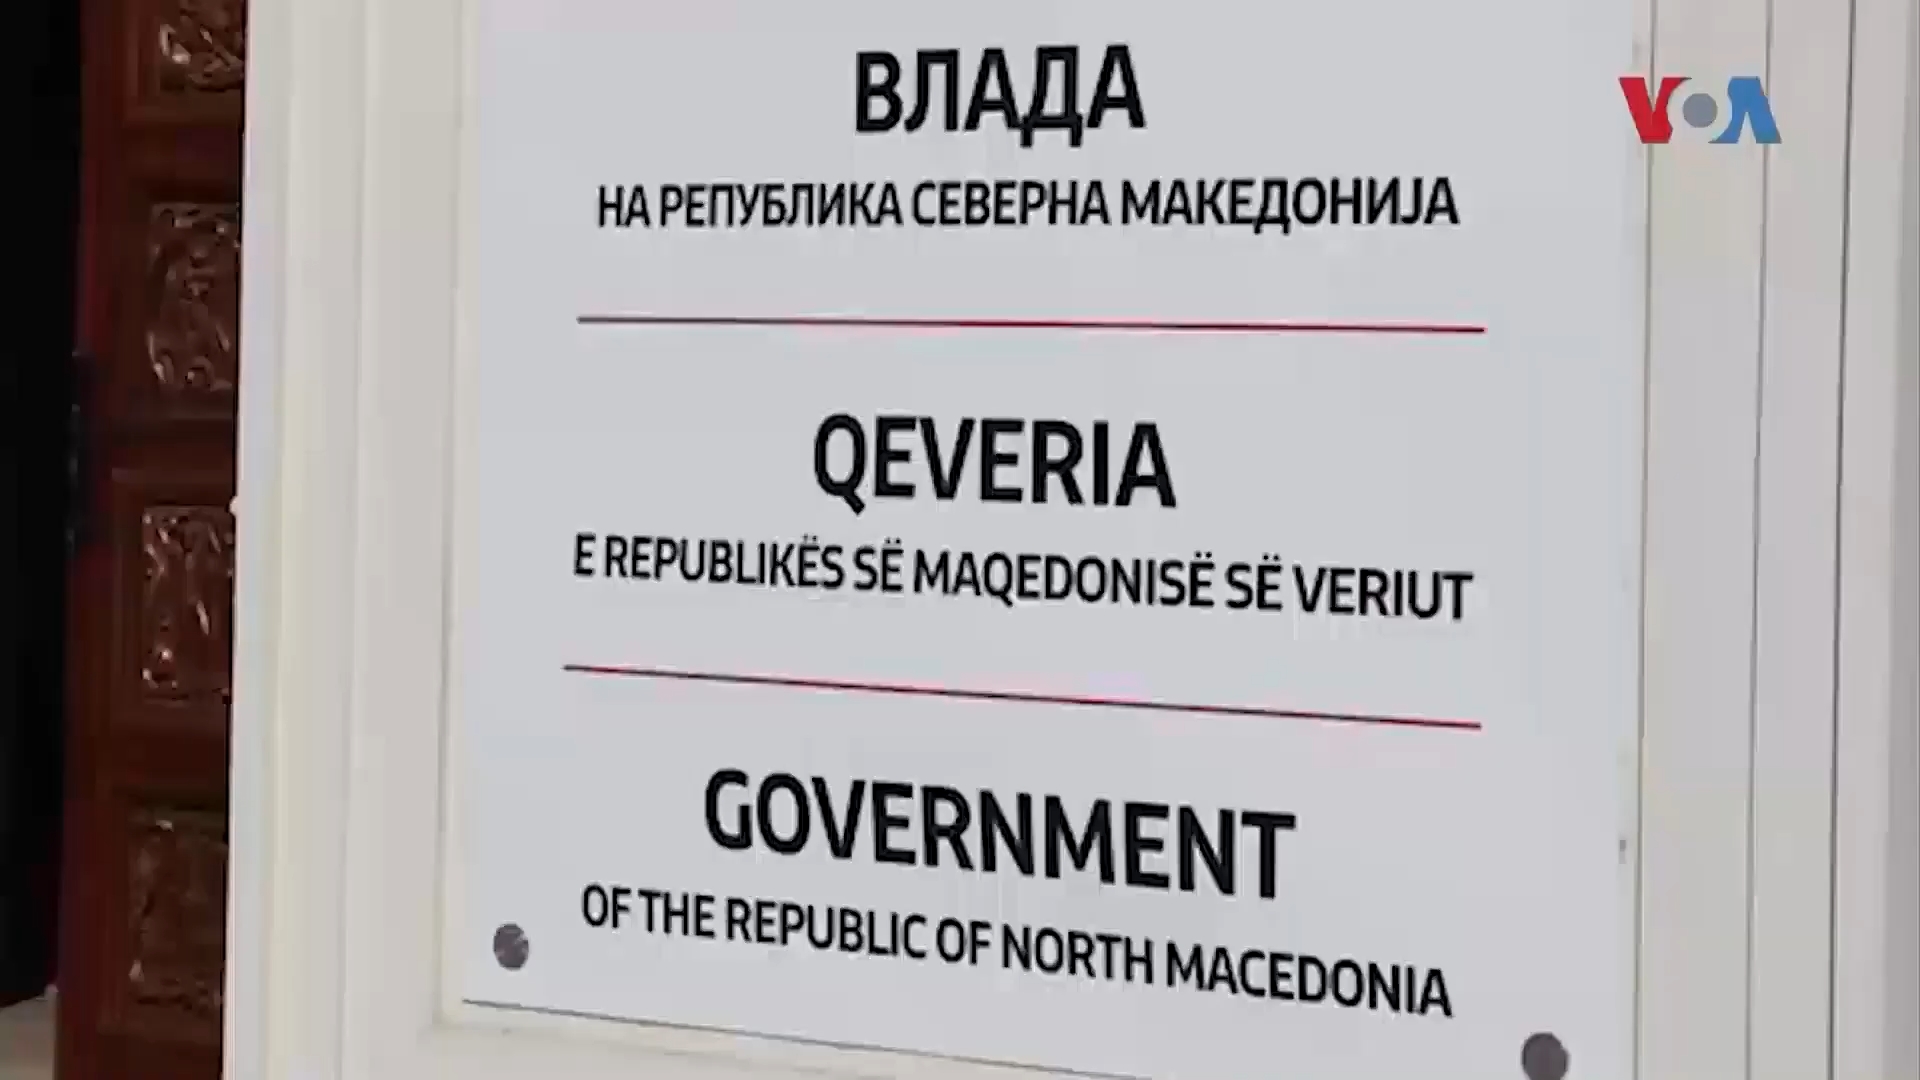 ВЛАДА
НА РЕПУБЛИКА СЕВЕРНА МАКЕДОНИЈА
QEVERIA
E REPUBLIKËS SË MAQEDONISË SË VERIUT
GOVERNMENT
OF THE REPUBLIC OF NORTH MACEDONIA
VOA